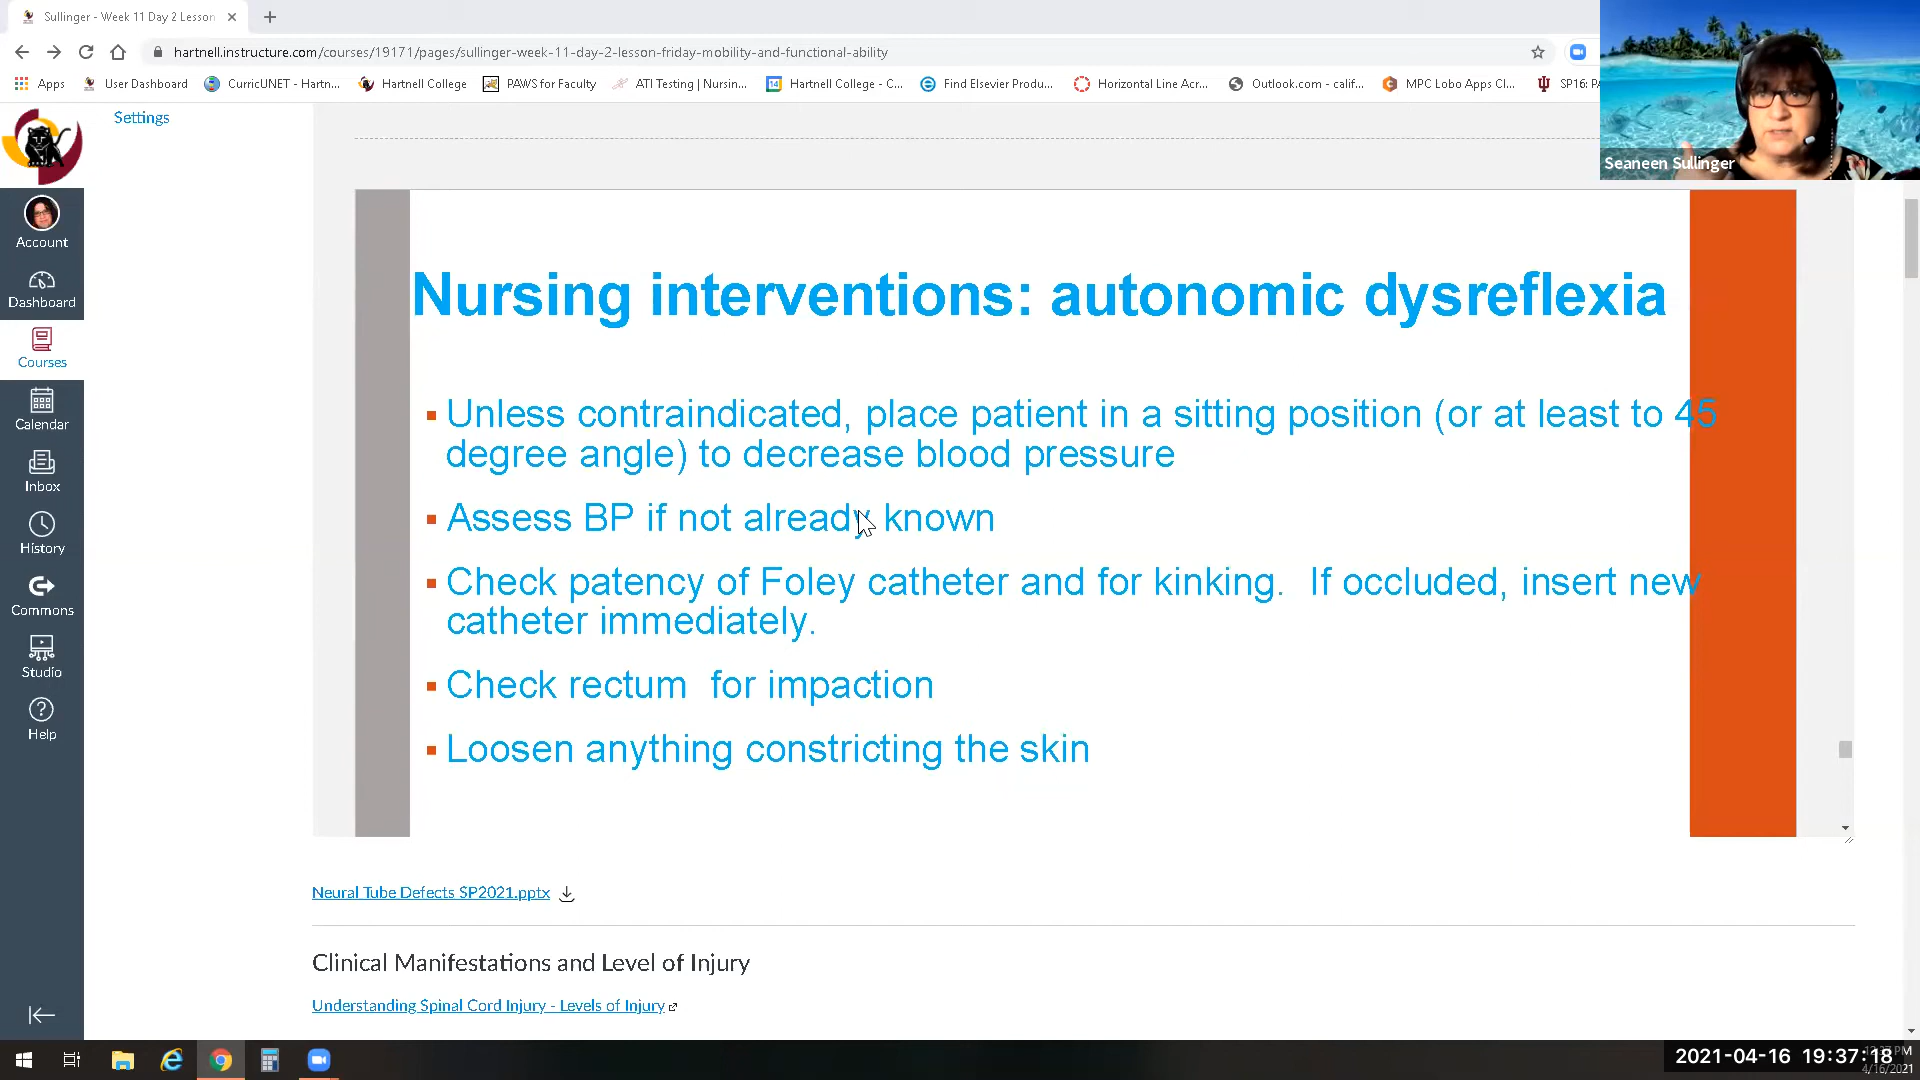 Sullinger - Week 11 Day 2 Lesson
hartnell.instructure.com/courses/19171/pages/sullinger-week-11-day-2-lesson-friday-mobility-and-functional-ability
Apps
User Dashboard
CurricUNET - Hartn...
Hartnell College
PAWS for Faculty
ATI Testing | Nursin...
14
Hartnell College - C...
Find Elsevier Produ...
Horizontal Line Acr...
Outlook.com - calif...
MPC Lobo Apps Cl...
SP16:
Seaneen Sullinger
Settings
Account
Dashboard
Courses
Calendar
Inbox
History
Commons
Studio
Help
Nursing interventions: autonomic dysreflexia
Unless contraindicated, place patient in a sitting position (or at least to 45
degree angle) to decrease blood pressure
Assess BP if not already known
Check patency of Foley catheter and for kinking. If occluded, insert new
catheter immediately.
Check rectum for impaction
Loosen anything constricting the skin
Neural Tube Defects SP2021.pptx
Clinical Manifestations and Level of Injury
Understanding Spinal Cord Injury - Levels of Injury
2021-04-16 19:37:18
4/16/2021